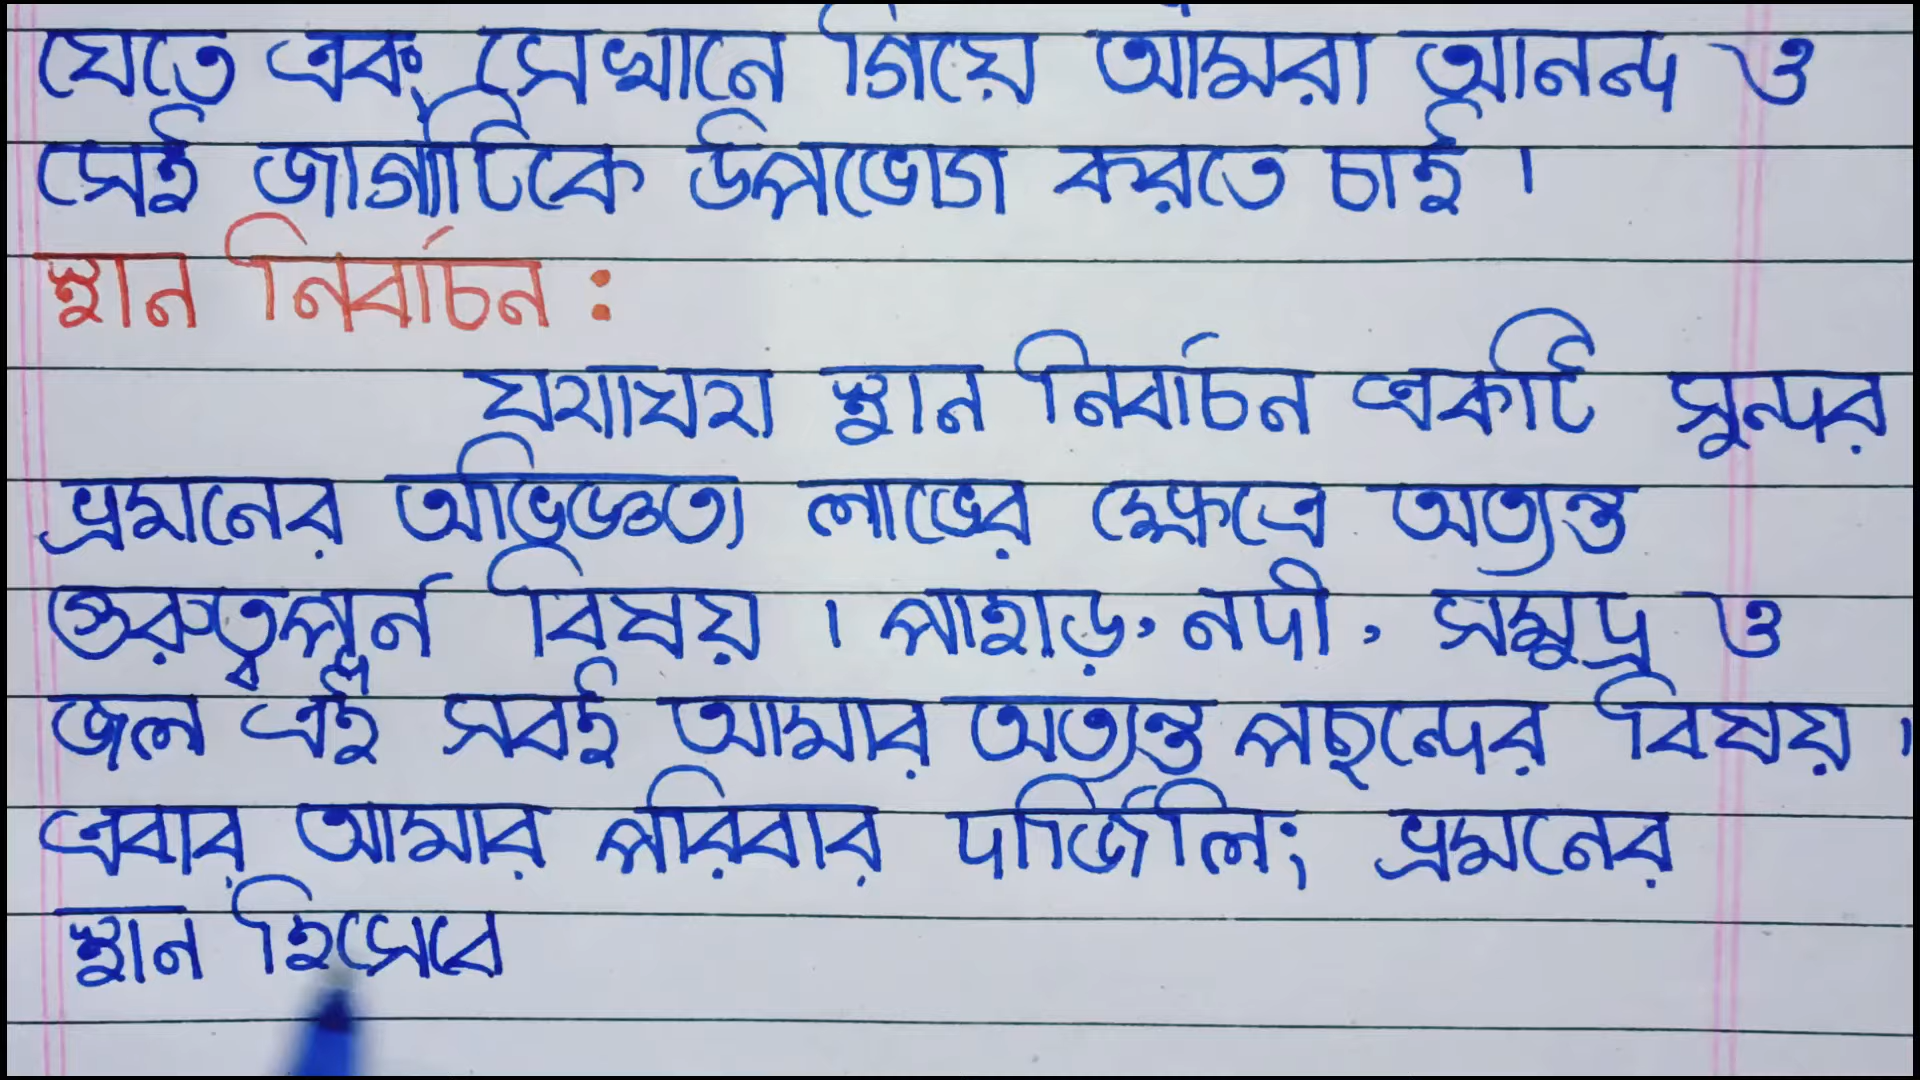 যেতে এবং সেখানে গিয়ে আমরা আনন্দ ও
সেই জাগাটিকে উপভোগ করতে চাই ।
স্থান নির্বাচন :
যথাযথা স্থান নির্বাচন একটি সুন্দর
ভ্রমনের অভিজ্ঞতা লাভের ক্ষেত্রে অত্যন্ত
গুরুত্বপূর্ন বিষয় । পাহাড়, নদী, সমুদ্র ও
জল এই সবই আমার অত্যন্ত পছন্দের বিষয় ।
এবার আমার পরিবার দার্জিলিং ভ্রমনের
স্থান হিসেবে